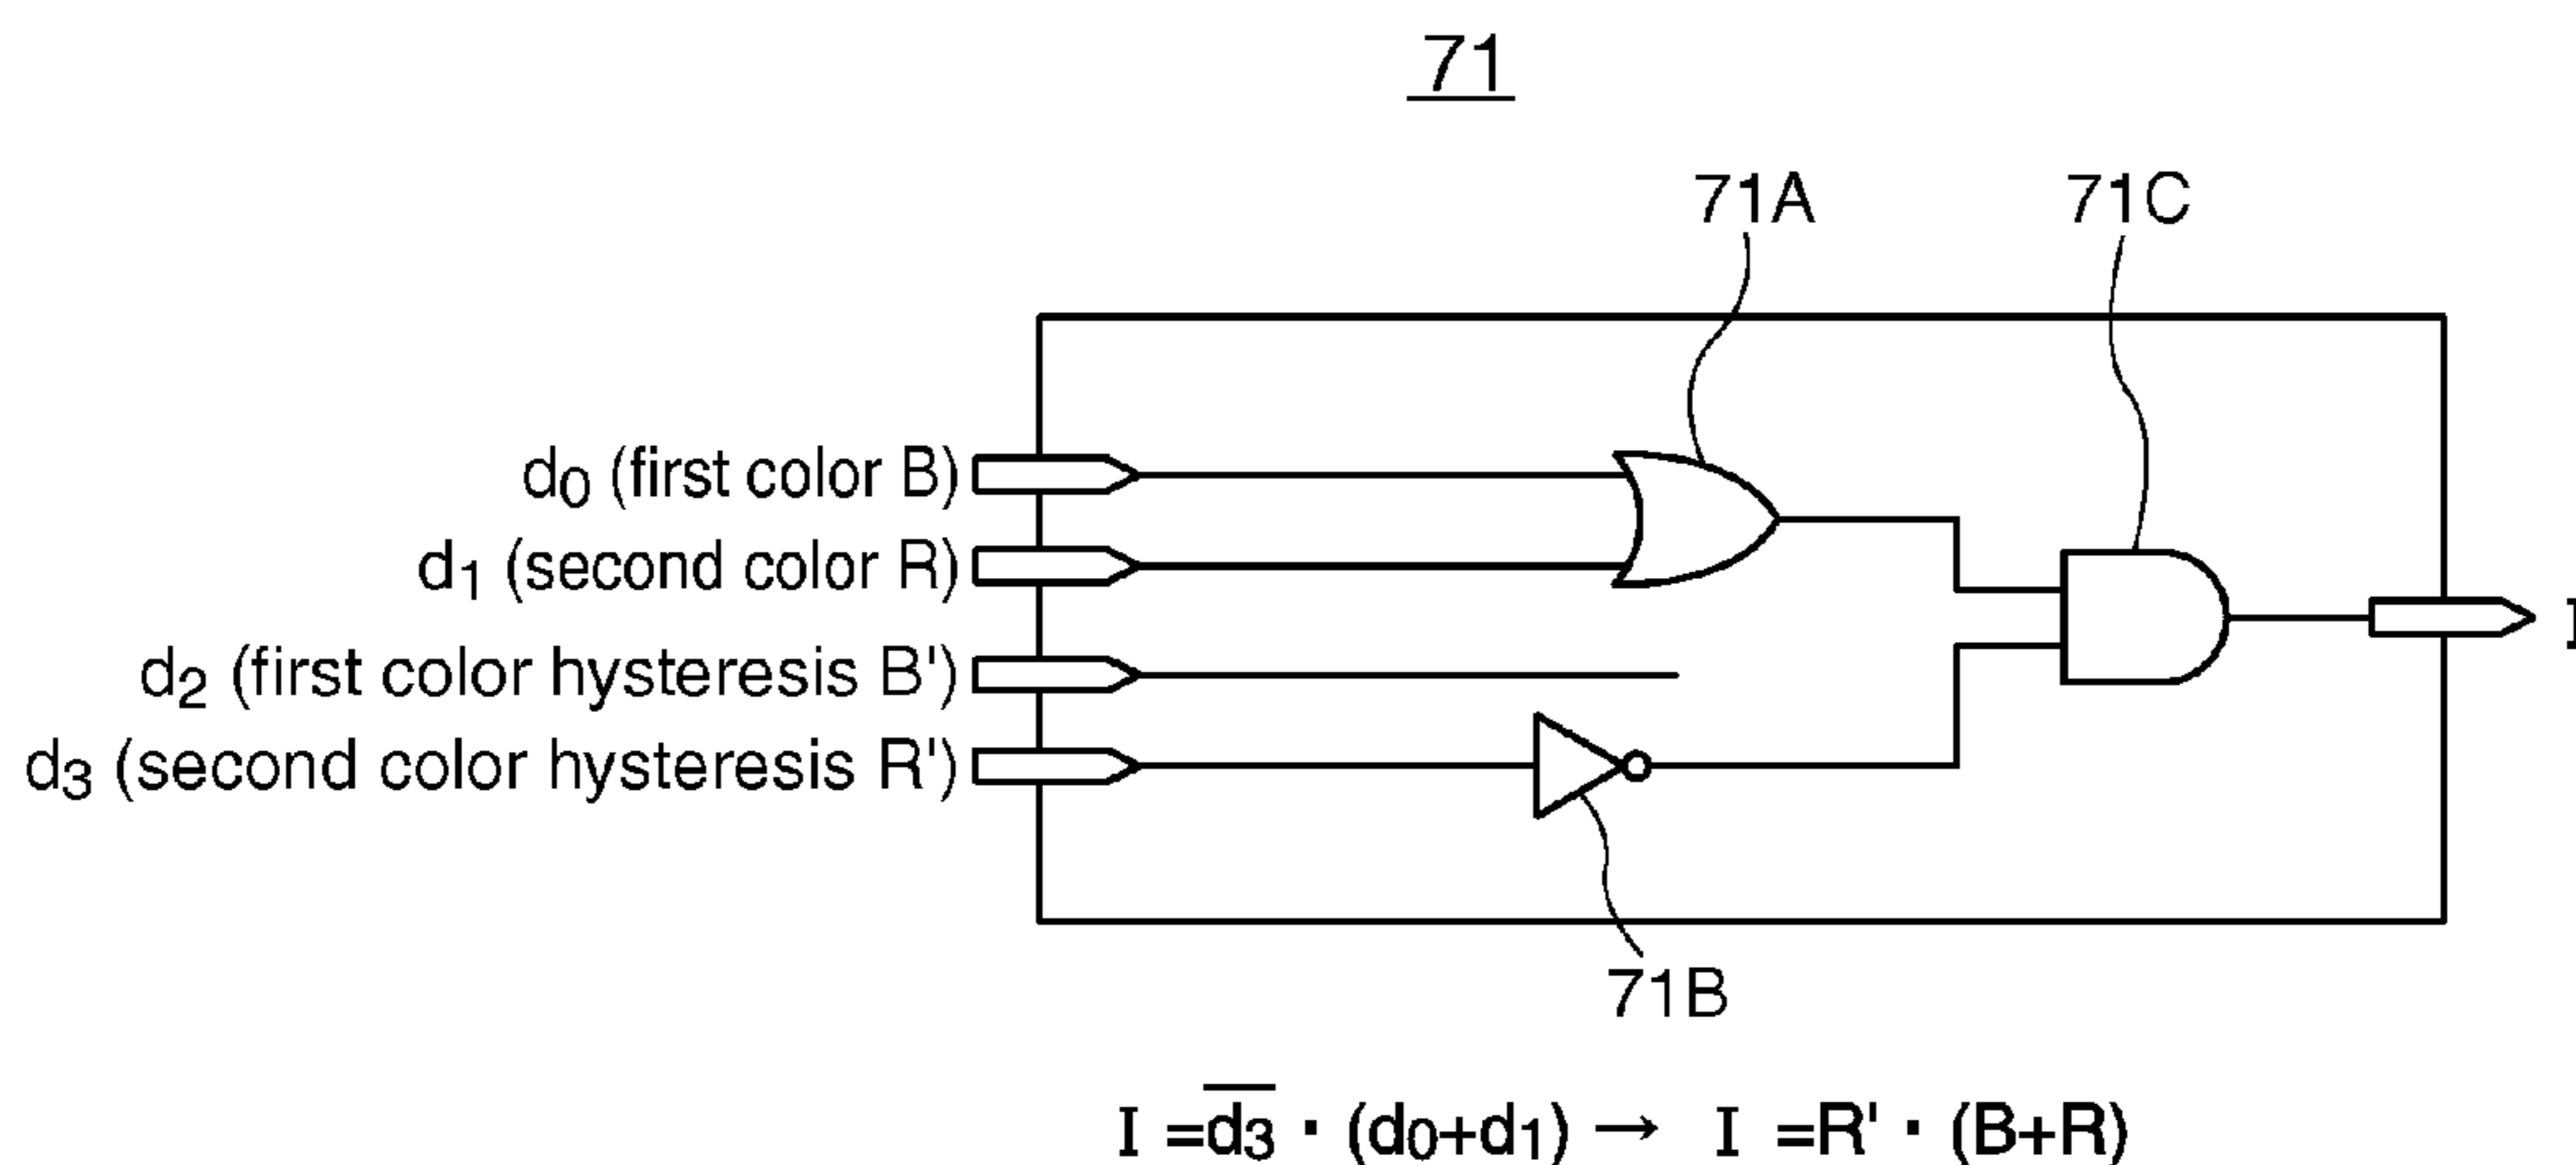 71
71A
71C
d₀ (first color B)
d₁ (second color R)
d₂ (first color hysteresis B')
d₃ (second color hysteresis R')
I
71B
I =d̅₃ · (d₀+d₁) → I =R' · (B+R)